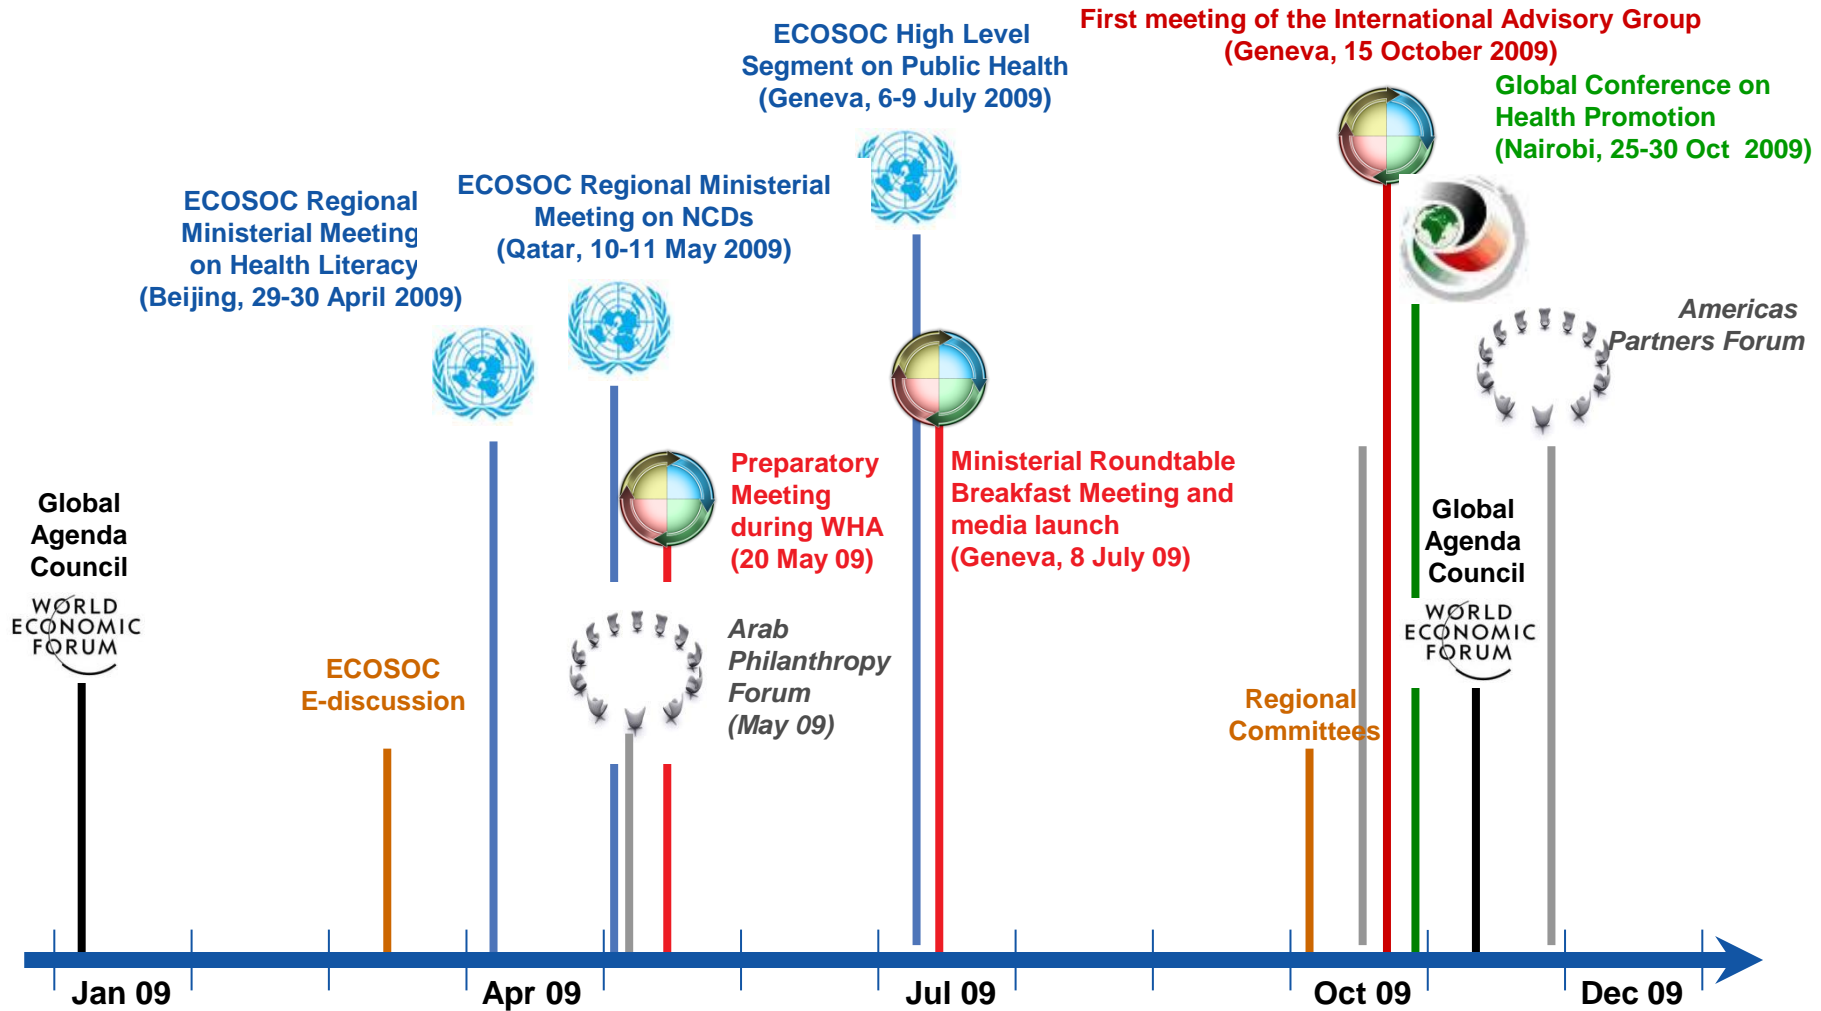 First meeting of the International Advisory Group
(Geneva, 15 October 2009)
ECOSOC High Level
Segment on Public Health
(Geneva, 6-9 July 2009)
Global Conference on
Health Promotion
(Nairobi, 25-30 Oct  2009)
ECOSOC Regional Ministerial
Meeting on NCDs
(Qatar, 10-11 May 2009)
ECOSOC Regional
Ministerial Meeting
on Health Literacy
(Beijing, 29-30 April 2009)
Americas
Partners Forum
Preparatory
Meeting
during WHA
(20 May 09)
Ministerial Roundtable
Breakfast Meeting and
media launch
(Geneva, 8 July 09)
Global
Agenda
Council
WORLD
ECONOMIC
FORUM
Global
Agenda
Council
WORLD
ECONOMIC
FORUM
Arab
Philanthropy
Forum
(May 09)
ECOSOC
E-discussion
Regional
Committees
Jan 09
Apr 09
Jul 09
Oct 09
Dec 09